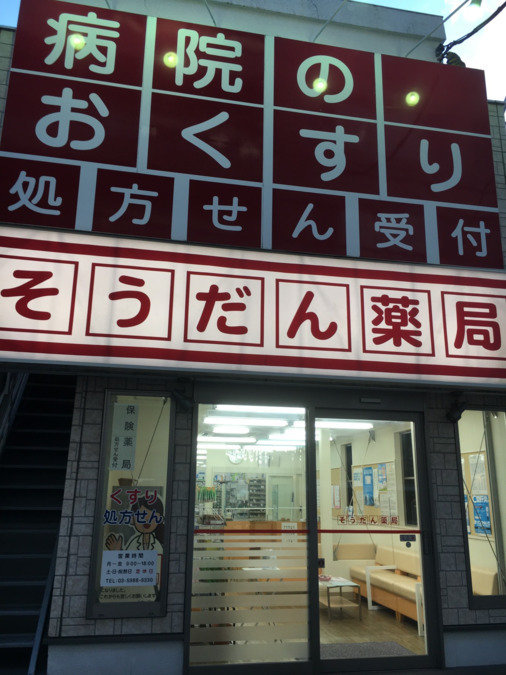 病院の
おくすり
処方せん受付
そうだん薬局
保険薬局
くすり
処方せん
営業時間
そうだん薬局